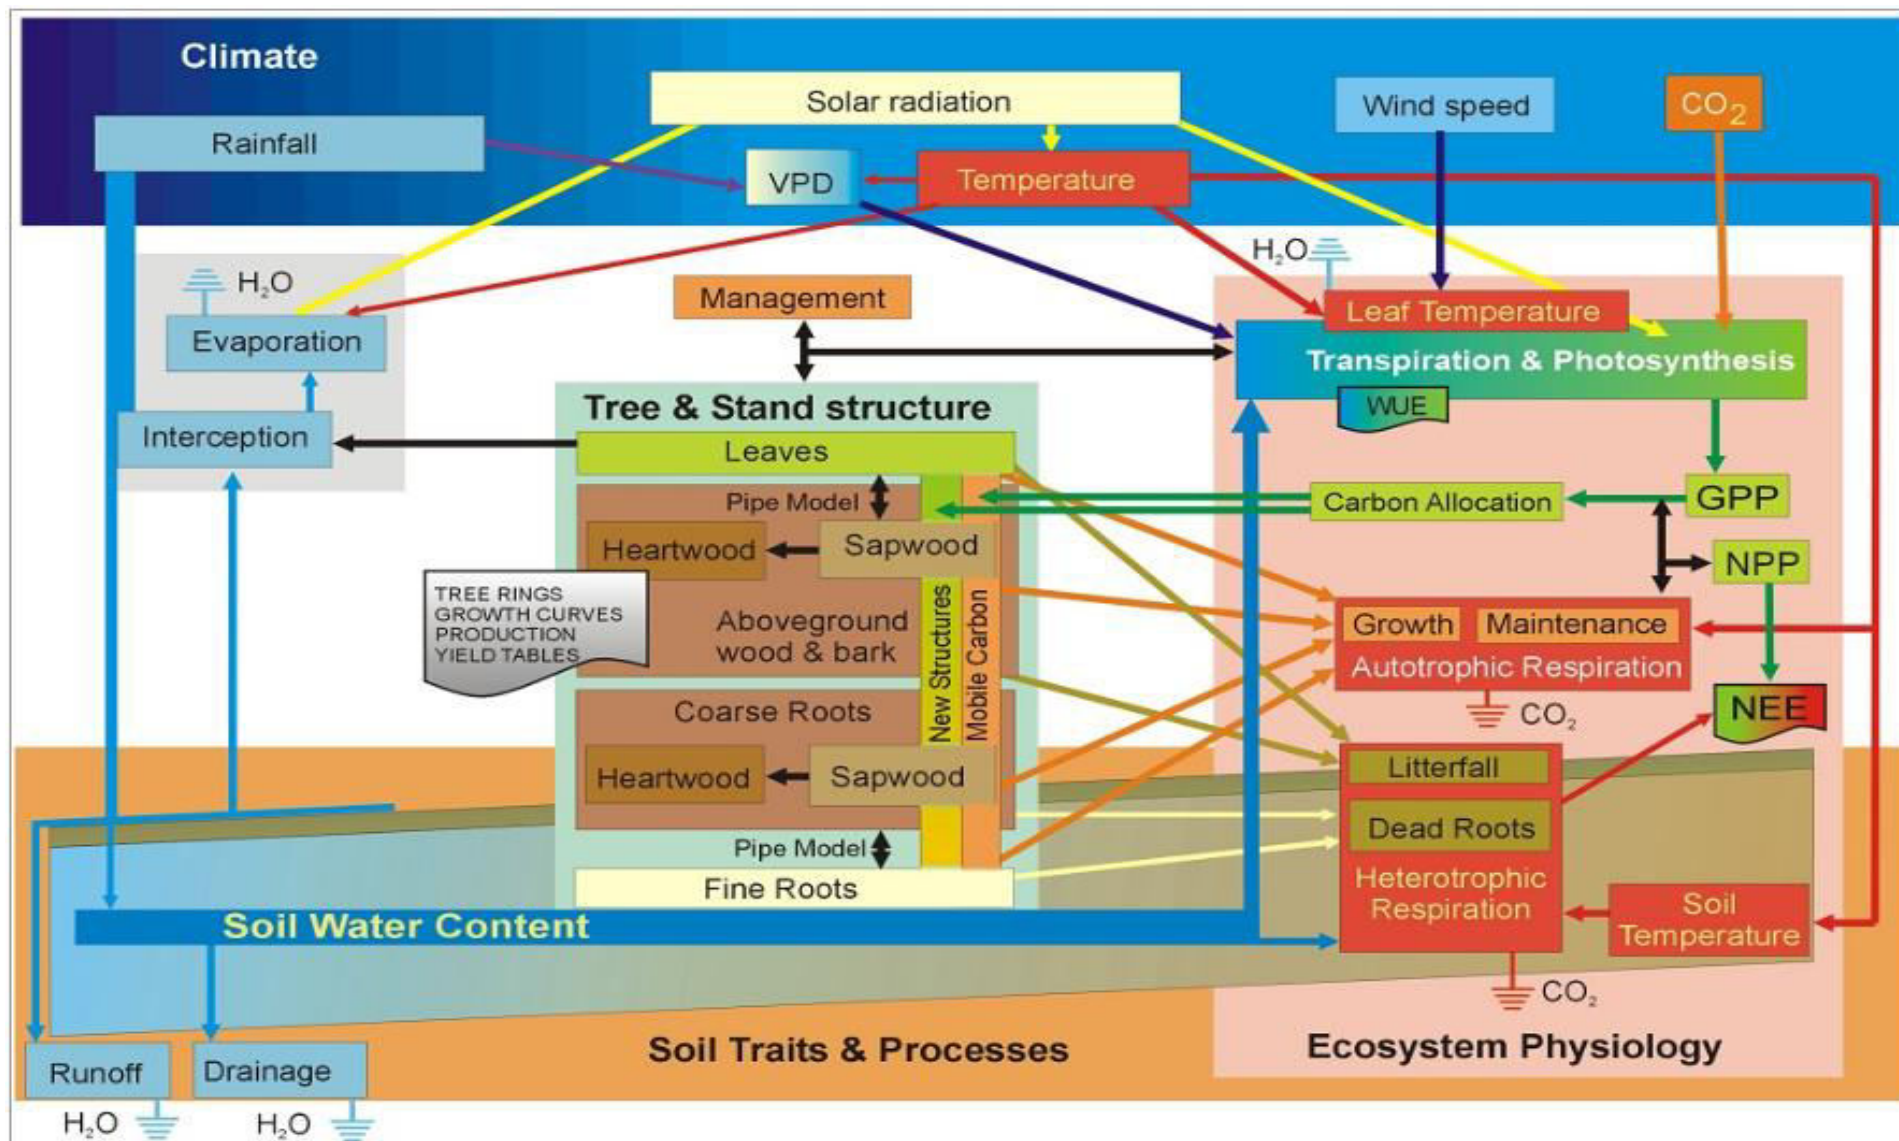 Climate
Solar radiation
Wind speed
CO₂
Rainfall
VPD
Temperature
H₂O
H₂O
Management
Leaf Temperature
Evaporation
Transpiration & Photosynthesis
WUE
Tree & Stand structure
Interception
Leaves
Pipe Model
Carbon Allocation
GPP
Heartwood
Sapwood
NPP
TREE RINGS
GROWTH CURVES
PRODUCTION
YIELD TABLES
Aboveground
wood & bark
New Structures
Mobile Carbon
Growth
Maintenance
Autotrophic Respiration
CO₂
NEE
Coarse Roots
Heartwood
Sapwood
Litterfall
Dead Roots
Pipe Model
Fine Roots
Heterotrophic
Respiration
Soil
Temperature
Soil Water Content
CO₂
Soil Traits & Processes
Ecosystem Physiology
Runoff
Drainage
H₂O
H₂O